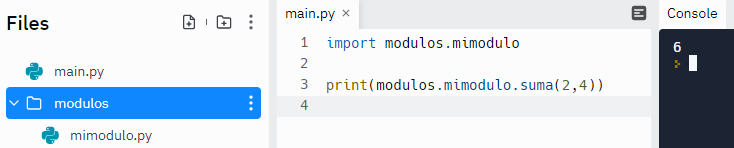 Files
main.py
modulos
mimodulo.py
main.py ×
1 import modulos.mimodulo
2
3 print(modulos.mimodulo.suma(2,4))
4
Console
6